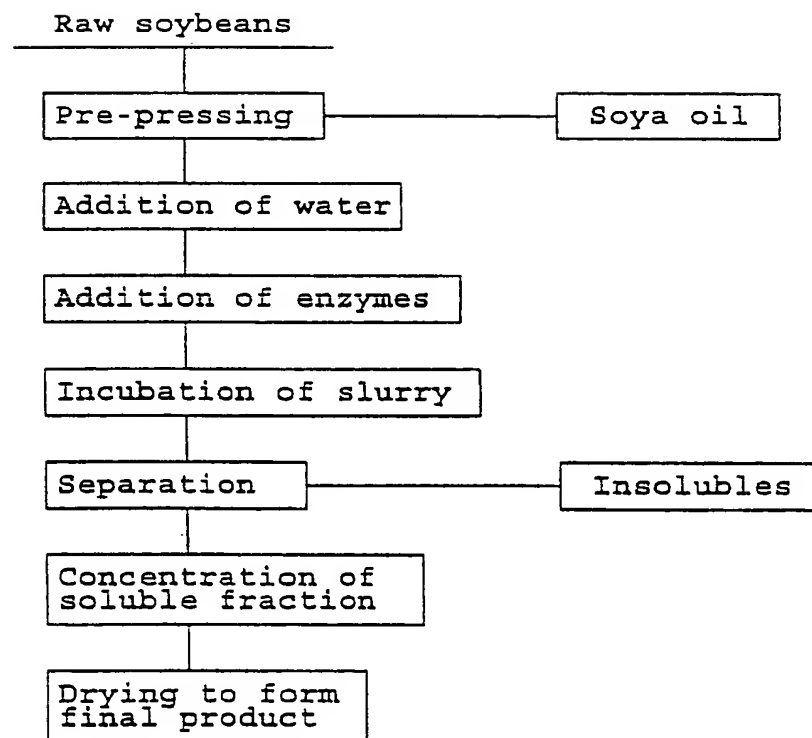 Raw soybeans
Pre-pressing
Soya oil
Addition of water
Addition of enzymes
Incubation of slurry
Separation
Insolubles
Concentration of
soluble fraction
Drying to form
final product